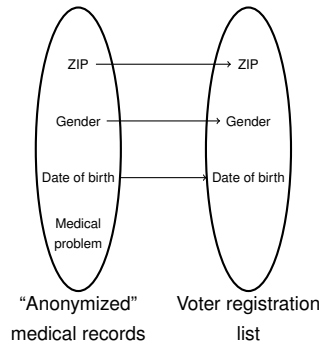 ZIP ZIP
Gender Gender
Date of birth Date of birth
Medical
problem
“Anonymized” Voter registration
medical records list